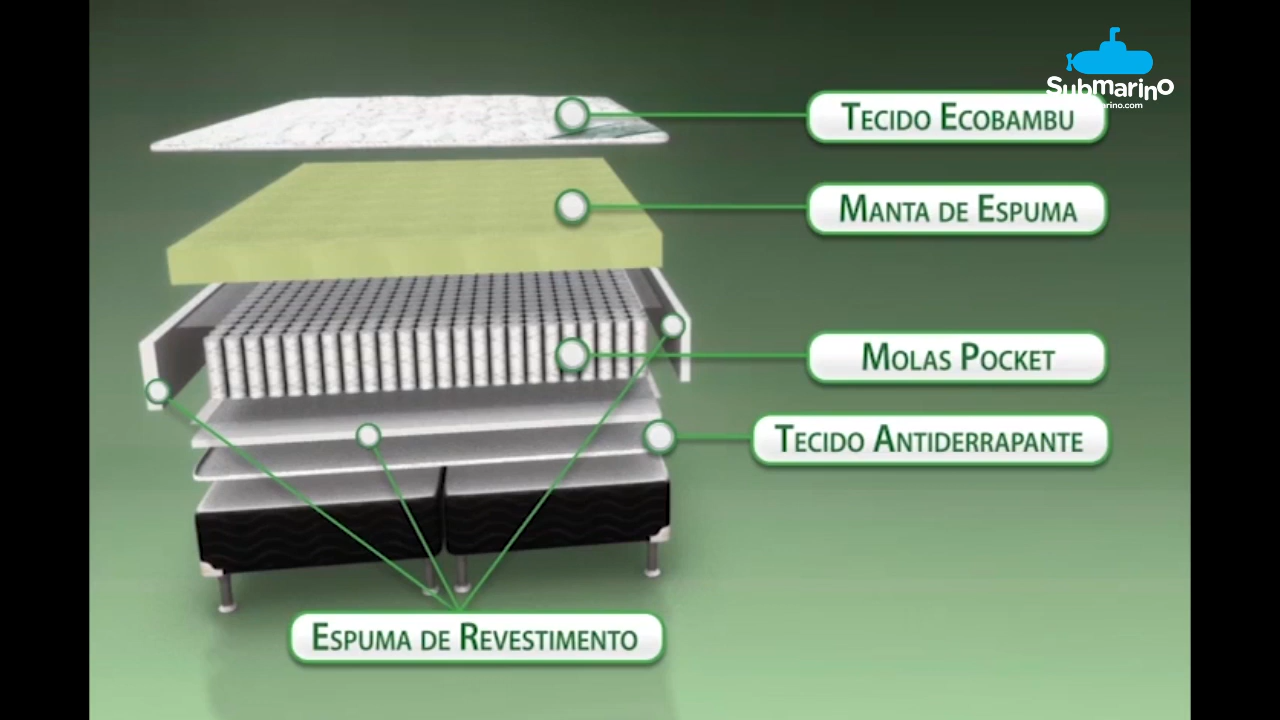 Submarino
TECIDO ECOBAMBU
MANTA DE ESPUMA
MOLAS POCKET
TECIDO ANTIDERRAPANTE
ESPUMA DE REVESTIMENTO